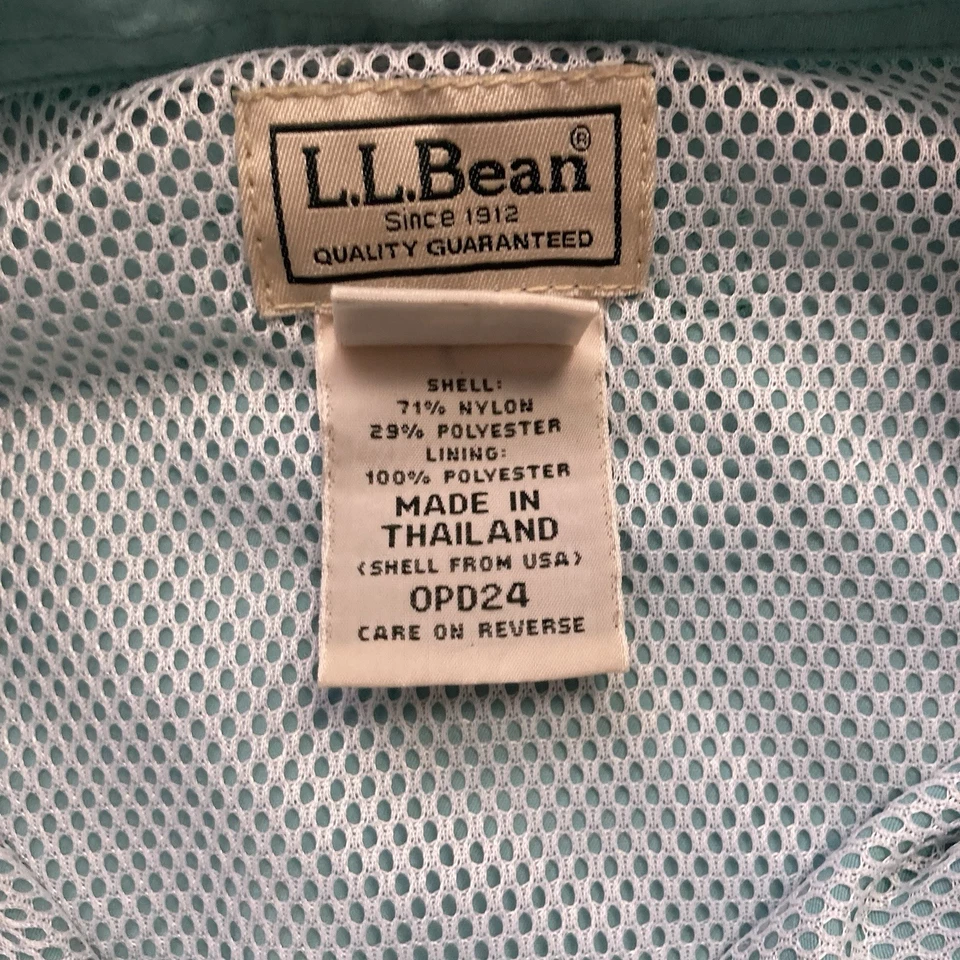 L.L.Bean®
Since 1912
QUALITY GUARANTEED
SHELL:
71% NYLON
29% POLYESTER
LINING:
100% POLYESTER
MADE IN
THAILAND
(SHELL FROM USA)
OPD24
CARE ON REVERSE